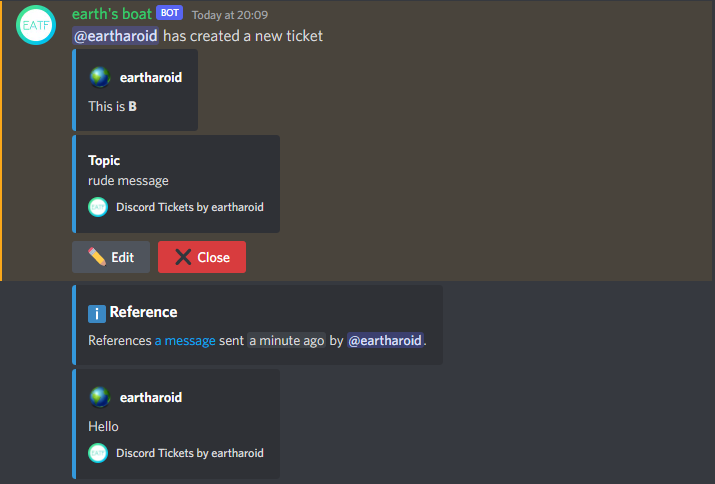 EATF
earth's boat BOT Today at 20:09
@eartharoid has created a new ticket
eartharoid
This is B
Topic
rude message
Discord Tickets by eartharoid
Edit
Close
i Reference
References a message sent a minute ago by @eartharoid.
eartharoid
Hello
Discord Tickets by eartharoid